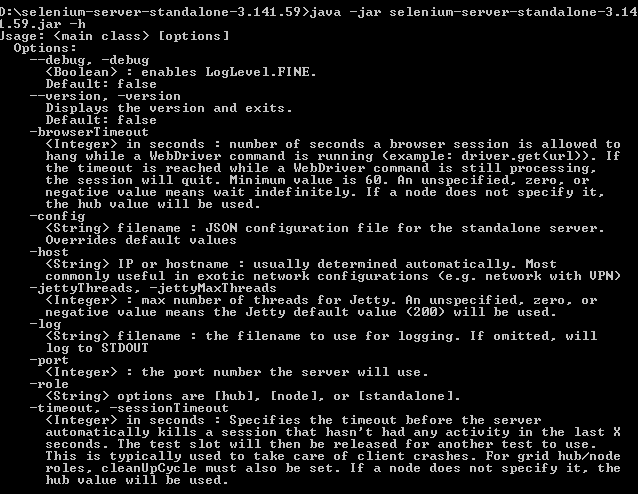 D:\selenium-server-standalone-3.141.59>java -jar selenium-server-standalone-3.14
1.59.jar -h
Usage: <main class> [options]
  Options:
    --debug, -debug
      <Boolean> : enables LogLevel.FINE.
      Default: false
    --version, -version
      Displays the version and exits.
      Default: false
    -browserTimeout
      <Integer> in seconds : number of seconds a browser session is allowed to
      hang while a WebDriver command is running (example: driver.get(url)). If
      the timeout is reached while a WebDriver command is still processing,
      the session will quit. Minimum value is 60. An unspecified, zero, or
      negative value means wait indefinitely. If a node does not specify it,
      the hub value will be used.
    -config
      <String> filename : JSON configuration file for the standalone server.
      Overrides default values
    -host
      <String> IP or hostname : usually determined automatically. Most
      commonly useful in exotic network configurations (e.g. network with VPN)
    -jettyThreads, -jettyMaxThreads
      <Integer> : max number of threads for Jetty. An unspecified, zero, or
      negative value means the Jetty default value (200) will be used.
    -log
      <String> filename : the filename to use for logging. If omitted, will
      log to STDOUT
    -port
      <Integer> : the port number the server will use.
    -role
      <String> options are [hub], [node], or [standalone].
    -timeout, -sessionTimeout
      <Integer> in seconds : Specifies the timeout before the server
      automatically kills a session that hasn't had any activity in the last X
      seconds. The test slot will then be released for another test to use.
      This is typically used to take care of client crashes. For grid hub/node
      roles, cleanUpCycle must also be set. If a node does not specify it, the
      hub value will be used.